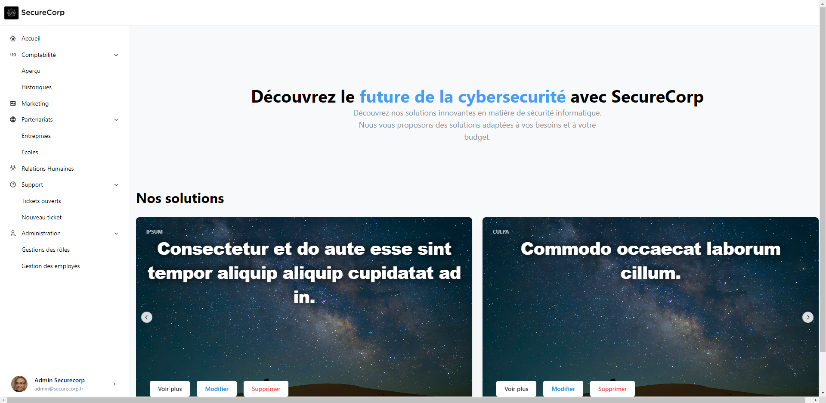 SecureCorp
Accueil
Comptabilité
Aperçu
Historiques
Marketing
Partenariats
Entreprises
Ecoles
Relations Humaines
Support
Tickets ouverts
Nouveau ticket
Administration
Gestions des rôles
Gestion des employés
Admin Securecorp
admin@securecorp.fr
Découvrez le future de la cybersecurité avec SecureCorp
Découvrez nos solutions innovantes en matière de sécurité informatique.
Nous vous proposons des solutions adaptées à vos besoins et à votre
budget.
Nos solutions
IPSUM
Consectetur et do aute esse sint
tempor aliquip aliquip cupidatat ad
in.
Voir plus
Modifier
Supprimer
CULPA
Commodo occaecat laborum
cillum.
Voir plus
Modifier
Supprimer